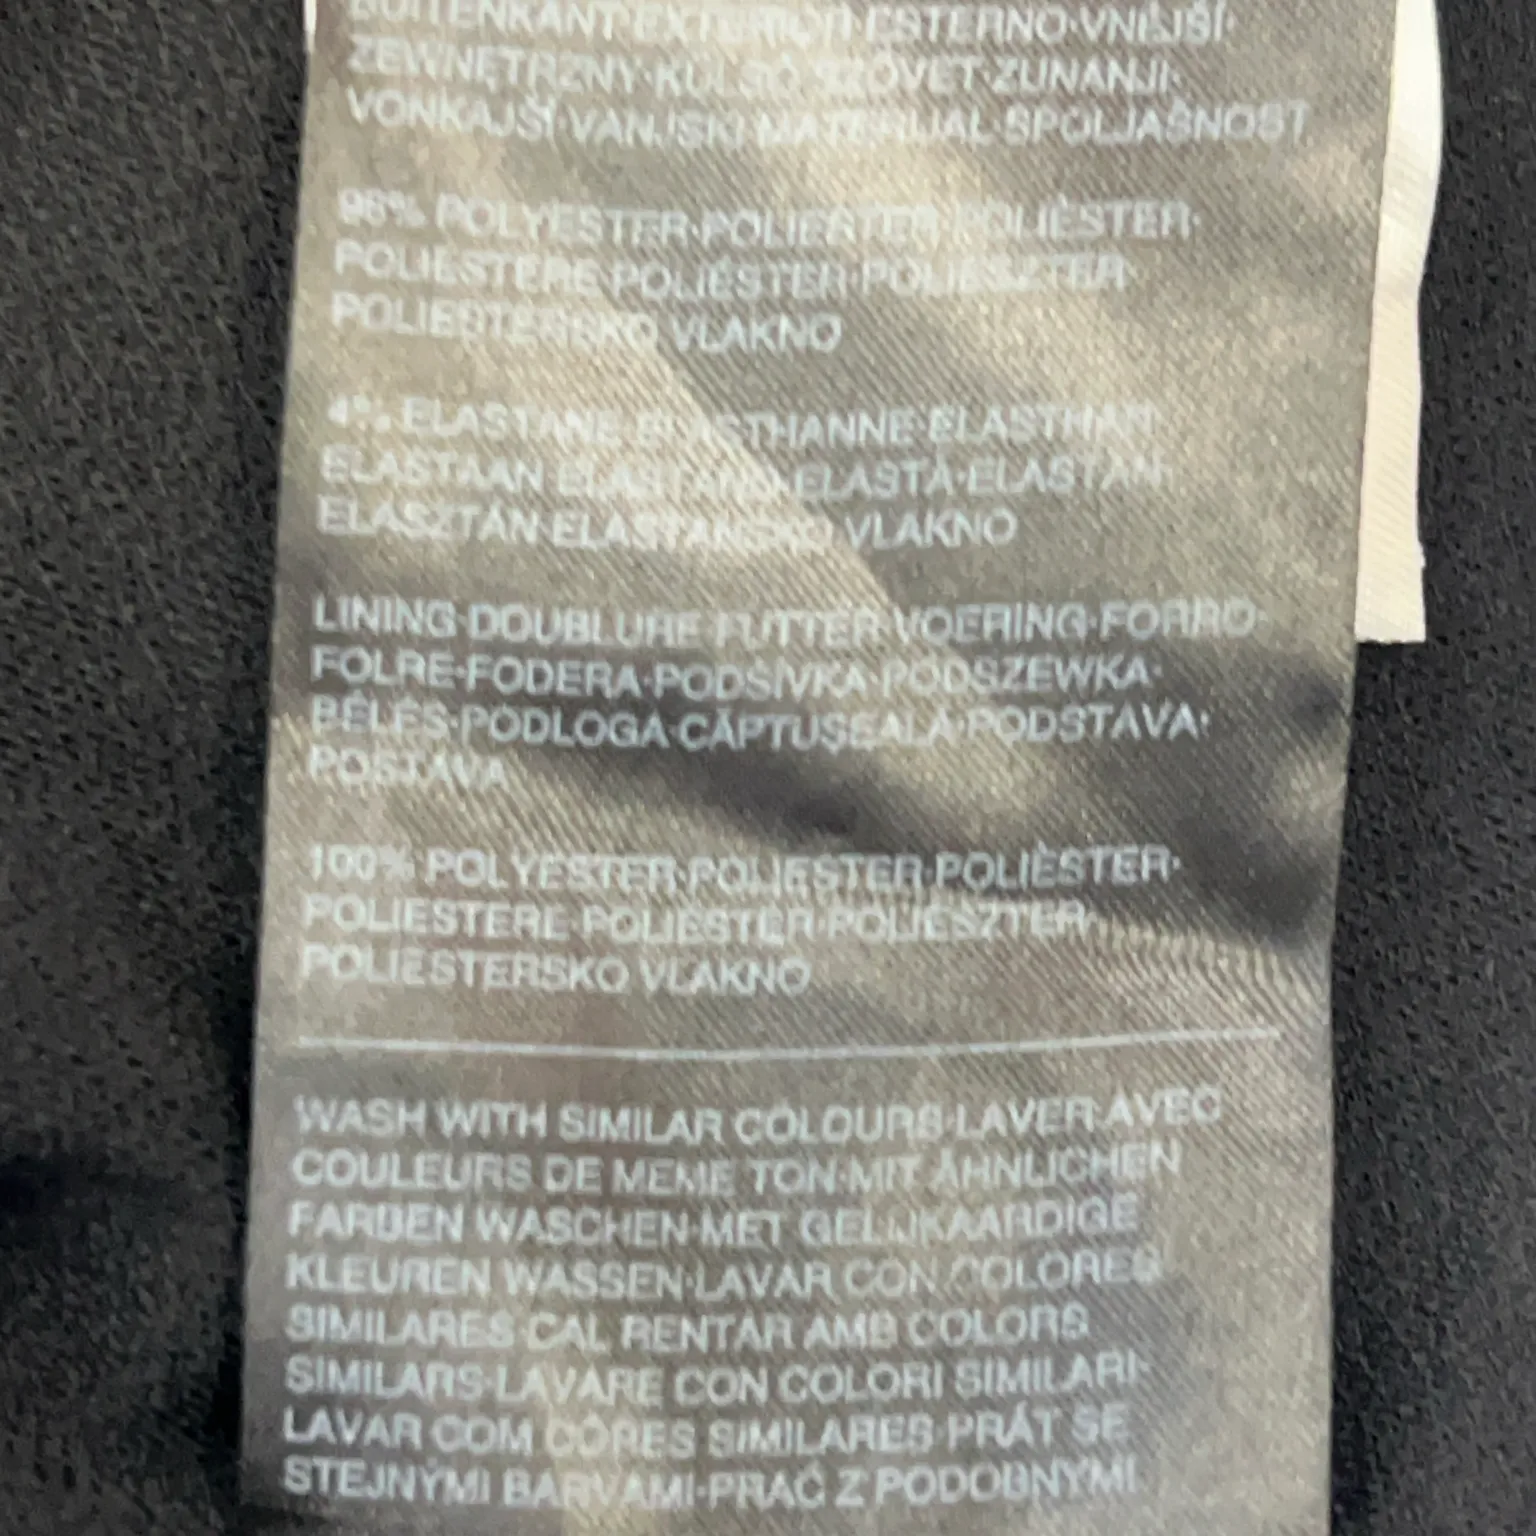 BUITENKANT·EXTERIOR·ESTERNO·VNĚJŠÍ·
ZEWNĘTRZNY·KÜLSŐ SZÖVET·ZUNANJI·
VONKAJŠÍ·VANJSKI MATERIJAL·SPOLJAŠNOST
96% POLYESTER·POLIESTER·POLIÈSTER·
POLIESTERE·POLIÉSTER·POLIÉSZTER·
POLIESTERSKO VLAKNO
4% ELASTANE·ÉLASTHANNE·ELASTHAN·
ELASTAAN·ELASTANO·ELASTÀ·ELASTAN·
ELASZTÁN·ELASTANSKO VLAKNO
LINING·DOUBLURE·FUTTER·VOERING·FORRO·
FOLRE·FODERA·PODŠÍVKA·PODSZEWKA·
BÉLÉS·PODLOGA·CĂPTUŞEALĂ·PODSTAVA·
POSTAVA
100% POLYESTER·POLIESTER·POLIÈSTER·
POLIESTERE·POLIÉSTER·POLIÉSZTER·
POLIESTERSKO VLAKNO
WASH WITH SIMILAR COLOURS·LAVER AVEC
COULEURS DE MÊME TON·MIT ÄHNLICHEN
FARBEN WASCHEN·MET GELIJKAARDIGE
KLEUREN WASSEN·LAVAR CON COLORES
SIMILARES·CAL RENTAR AMB COLORS
SIMILARS·LAVARE CON COLORI SIMILARI·
LAVAR COM CORES SIMILARES·PRÁT SE
STEJNÝMI BARVAMI·PRAĆ Z PODOBNYMI